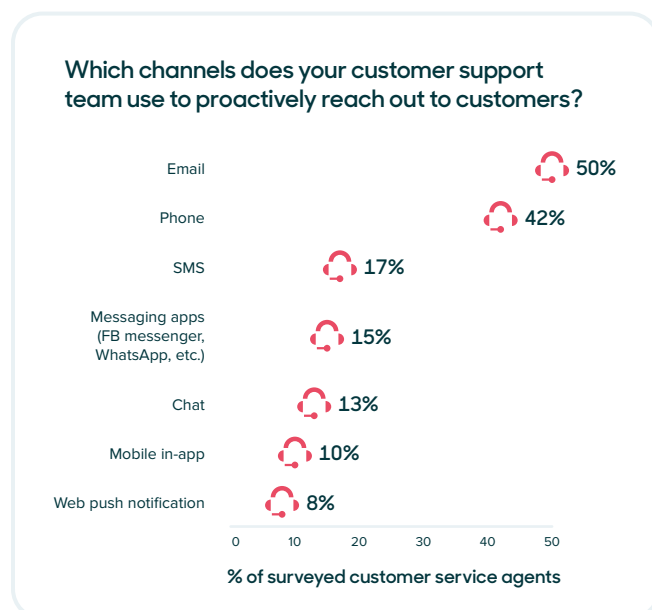 Which channels does your customer support
team use to proactively reach out to customers?
Email 50%
Phone 42%
SMS 17%
Messaging apps
(FB messenger,
WhatsApp, etc.) 15%
Chat 13%
Mobile in-app 10%
Web push notification 8%
0 10 20 30 40 50
% of surveyed customer service agents